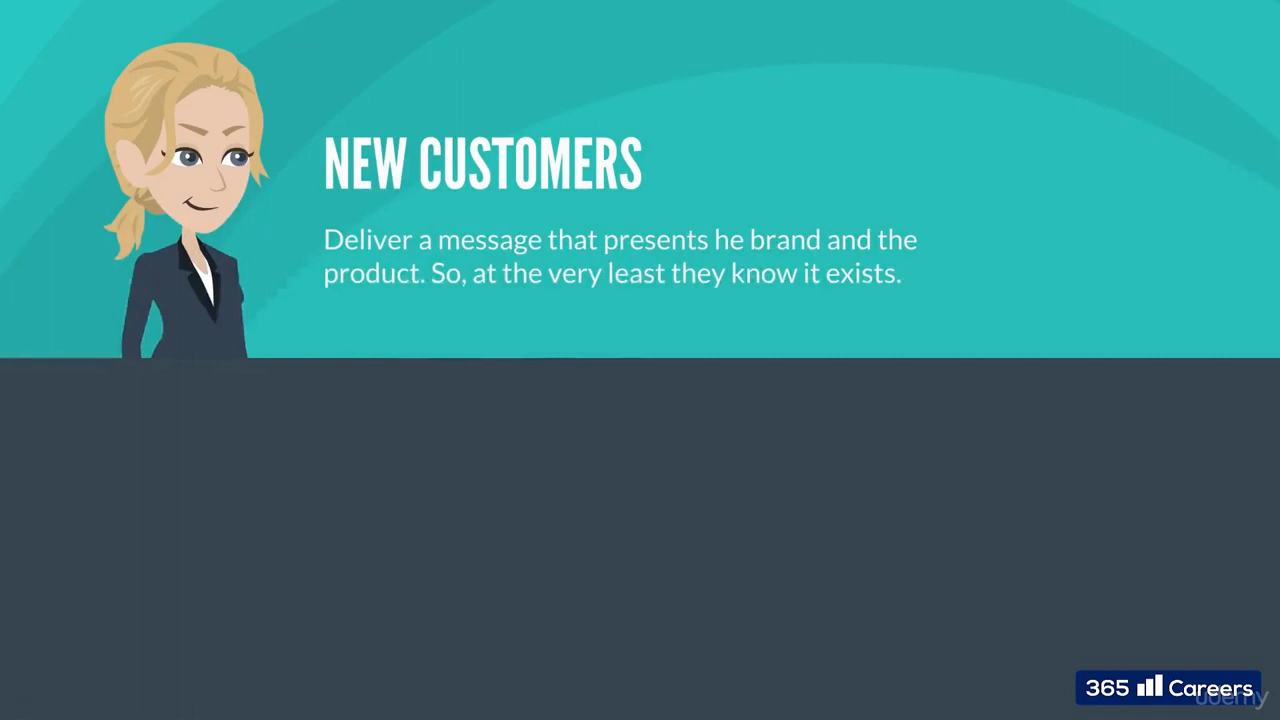 NEW CUSTOMERS
Deliver a message that presents he brand and the
product. So, at the very least they know it exists.
365 Careers
udemy